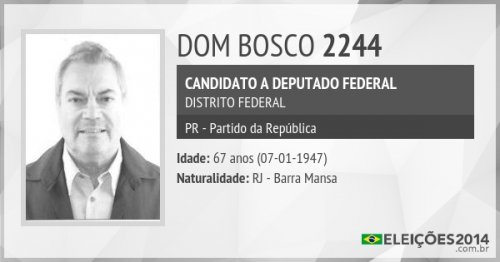 DOM BOSCO 2244
CANDIDATO A DEPUTADO FEDERAL
DISTRITO FEDERAL
PR - Partido da República
Idade: 67 anos (07-01-1947)
Naturalidade: RJ - Barra Mansa
ELEIÇÕES2014
.com.br